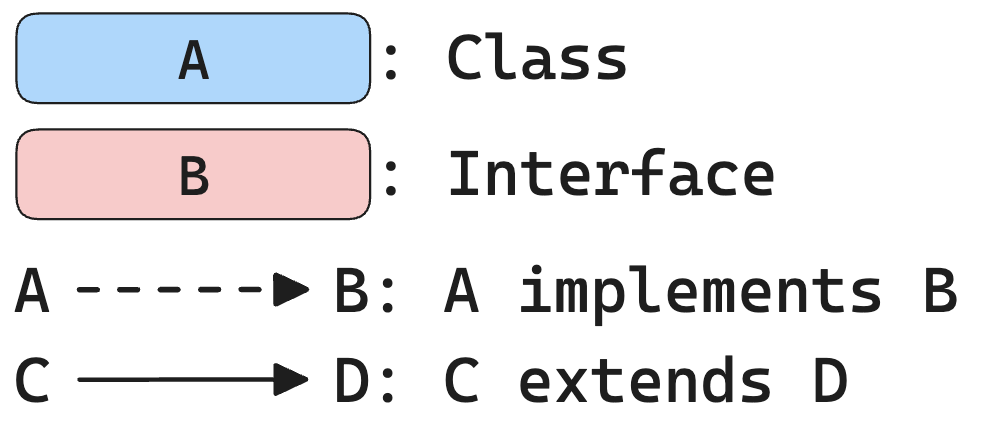 A : Class
B : Interface
A B: A implements B
C D: C extends D